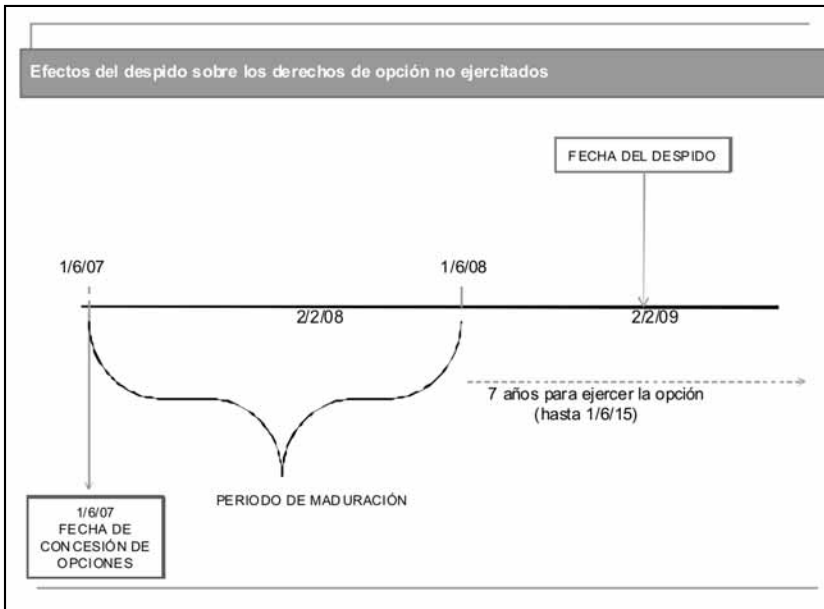 Efectos del despido sobre los derechos de opción no ejercitados
FECHA DEL DESPIDO
1/6/07
1/6/08
2/2/08
2/2/09
7 años para ejercer la opción
(hasta 1/6/15)
PERIODO DE MADURACIÓN
1/6/07
FECHA DE
CONCESIÓN DE
OPCIONES